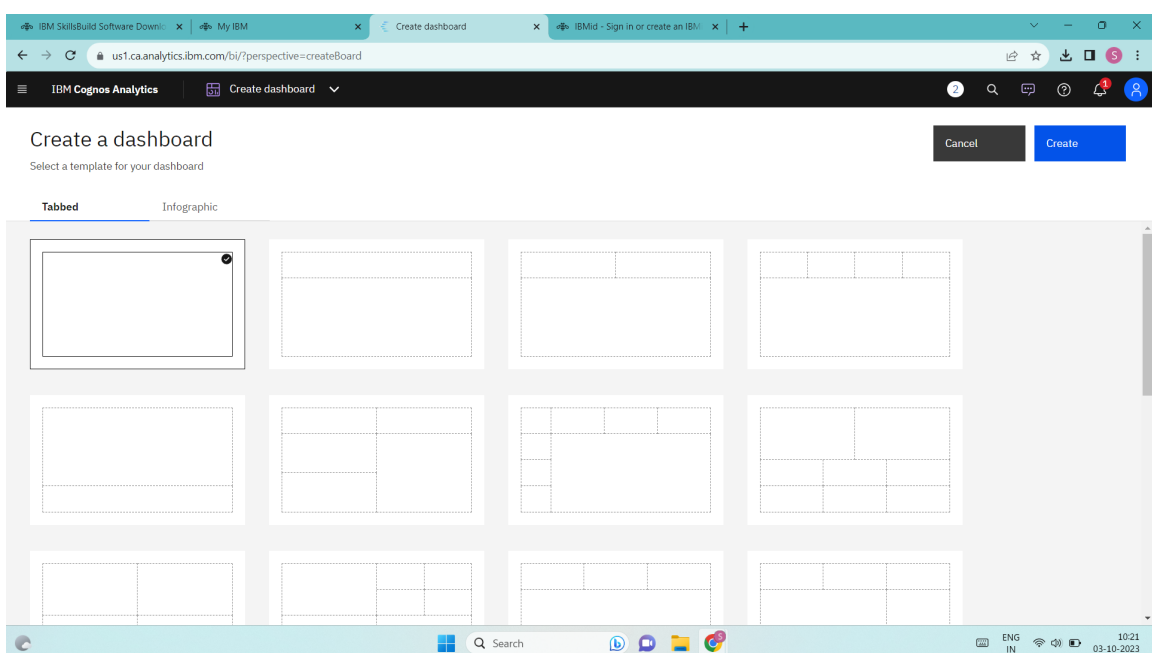 IBM SkillsBuild Software Downlo
My IBM
Create dashboard
IBMid - Sign in or create an IBMi
us1.ca.analytics.ibm.com/bi/?perspective=createBoard
S
IBM Cognos Analytics
Create dashboard
2
1
Create a dashboard
Select a template for your dashboard
Cancel
Create
Tabbed
Infographic
Search
ENG
IN
10:21
03-10-2023